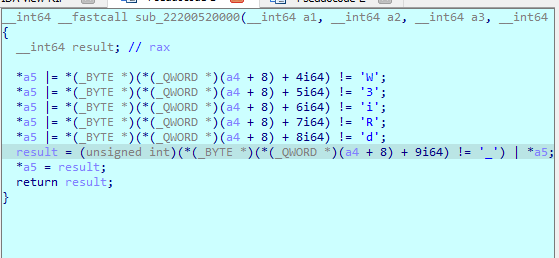 __int64 __fastcall sub_22200520000(__int64 a1, __int64 a2, __int64 a3, __int64
{
__int64 result; // rax
*a5 |= *(_BYTE *)(*(_QWORD *)(a4 + 8) + 4i64) != 'W';
*a5 |= *(_BYTE *)(*(_QWORD *)(a4 + 8) + 5i64) != '3';
*a5 |= *(_BYTE *)(*(_QWORD *)(a4 + 8) + 6i64) != 'i';
*a5 |= *(_BYTE *)(*(_QWORD *)(a4 + 8) + 7i64) != 'R';
*a5 |= *(_BYTE *)(*(_QWORD *)(a4 + 8) + 8i64) != 'd';
result = (unsigned int)(*(_BYTE *)(*(_QWORD *)(a4 + 8) + 9i64) != '_') | *a5;
*a5 = result;
return result;
}